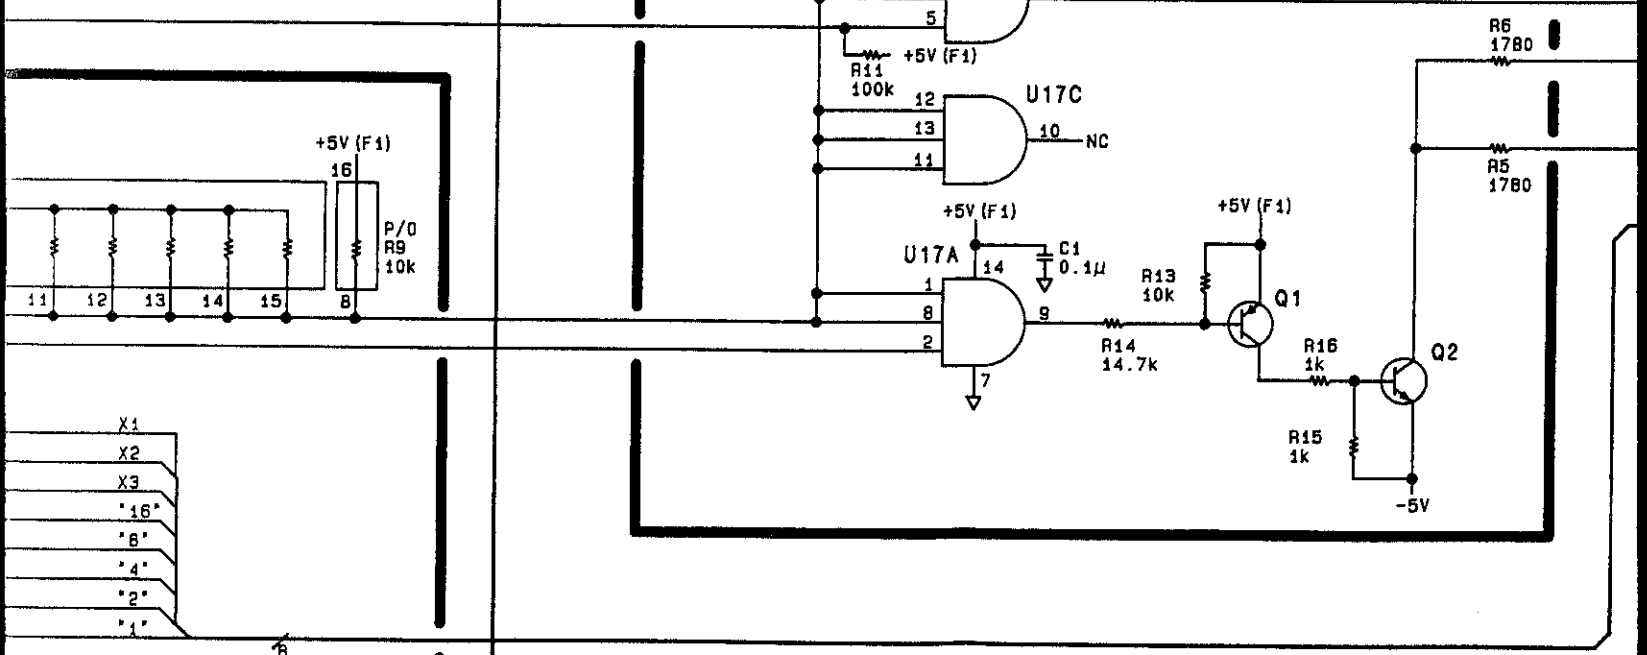 5
+5V(F1)
R11
100k
R6
1780
12
13
11
U17C
10
NC
R5
1780
+5V(F1)
16
P/O
R9
10k
8
11
12
13
14
15
+5V(F1)
U17A
14
C1
0.1μ
1
8
2
9
7
R14
14.7k
+5V(F1)
R13
10k
Q1
R16
1k
Q2
R15
1k
-5V
X1
X2
X3
"16"
"8"
"4"
"2"
"1"